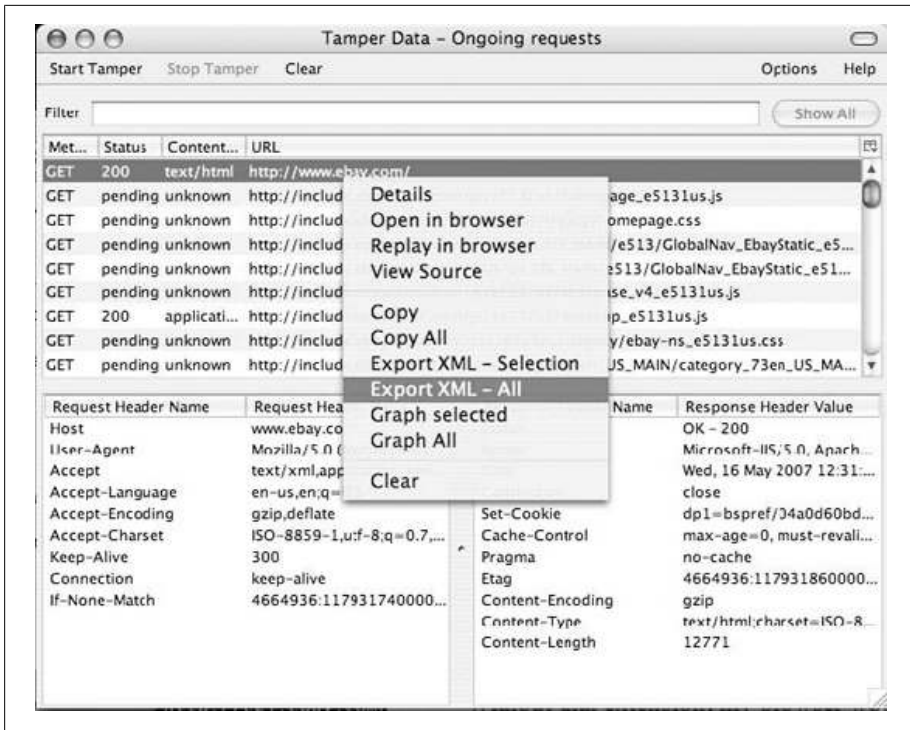 Tamper Data – Ongoing requests
Start Tamper Stop Tamper Clear Options Help
Filter Show All
Met... Status Content... URL
GET 200 text/html http://www.ebay.com/
GET pending unknown http://includ age_e5131us.js
GET pending unknown http://includ omepage.css
GET pending unknown http://includ /e513/GlobalNav_EbayStatic_e5...
GET pending unknown http://includ e513/GlobalNav_EbayStatic_e51...
GET pending unknown http://includ se_v4_e5131us.js
GET 200 applicati... http://includ p_e5131us.js
GET pending unknown http://includ y/ebay-ns_e5131us.css
GET pending unknown http://includ US_MAIN/category_73en_US_MA...
Details
Open in browser
Replay in browser
View Source
Copy
Copy All
Export XML – Selection
Export XML – All
Graph selected
Graph All
Clear
Request Header Name Request Hea
Host www.ebay.co
User-Agent Mozilla/5.0 (
Accept text/xml,app
Accept-Language en-us,en;q=
Accept-Encoding gzip,deflate
Accept-Charset ISO-8859-1,utf-8;q=0.7,...
Keep-Alive 300
Connection keep-alive
If-None-Match 4664936:117931740000...
Name Response Header Value
OK – 200
Microsoft-IIS/5.0, Apach...
Wed, 16 May 2007 12:31:...
close
Set-Cookie dp1=bspref/34a0d60bd...
Cache-Control max-age=0, must-revali...
Pragma no-cache
Etag 4664936:117931860000...
Content-Encoding gzip
Content-Type text/html;charset=ISO-8...
Content-Length 12771